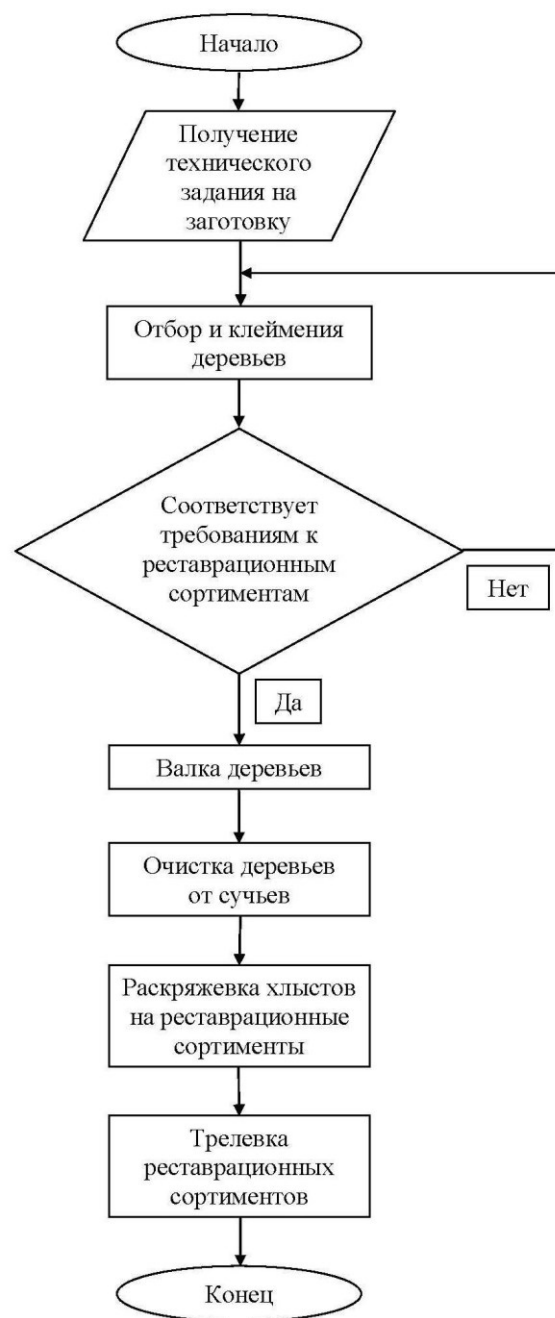 Начало
Получение
технического
задания на
заготовку
Отбор и клеймения
деревьев
Соответствует
требованиям к
реставрационным
сортиментам
Нет
Да
Валка деревьев
Очистка деревьев
от сучьев
Раскряжевка хлыстов
на реставрационные
сортименты
Трелевка
реставрационных
сортиментов
Конец